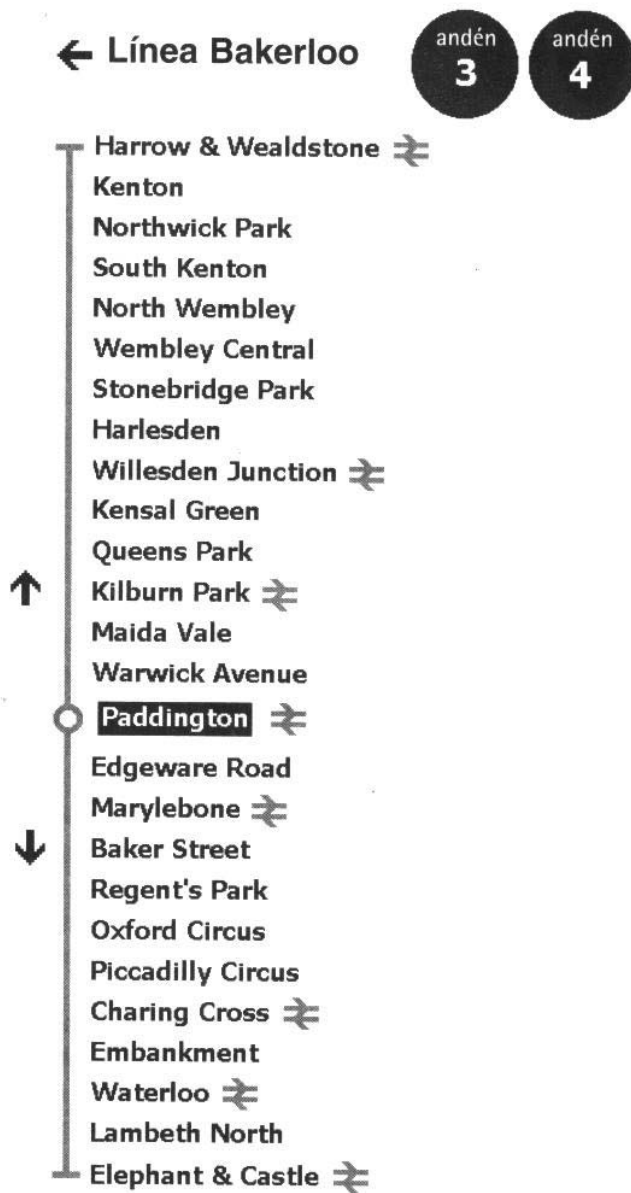 ← Línea Bakerloo
andén 3
andén 4
Harrow & Wealdstone
Kenton
Northwick Park
South Kenton
North Wembley
Wembley Central
Stonebridge Park
Harlesden
Willesden Junction
Kensal Green
Queens Park
Kilburn Park
Maida Vale
Warwick Avenue
Paddington
Edgeware Road
Marylebone
Baker Street
Regent's Park
Oxford Circus
Piccadilly Circus
Charing Cross
Embankment
Waterloo
Lambeth North
Elephant & Castle